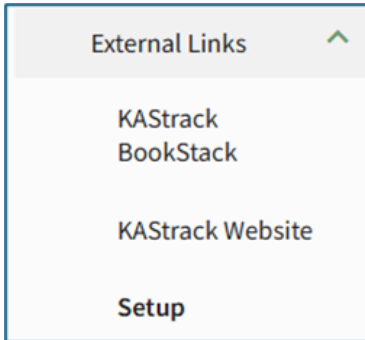 External Links
KAStrack
BookStack
KAStrack Website
Setup